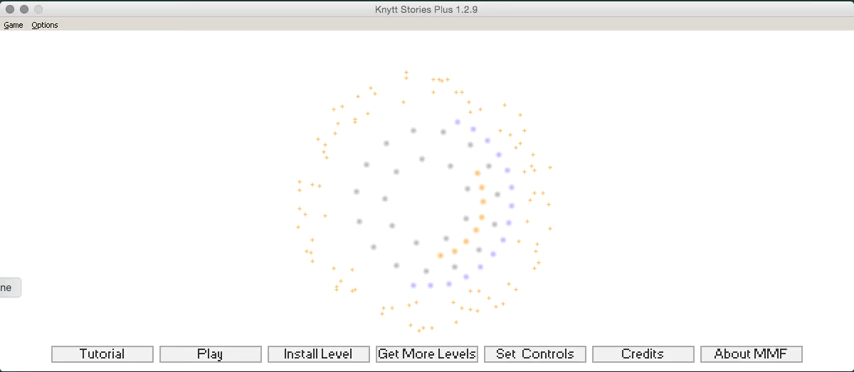 Knytt Stories Plus 1.2.9
Game Options
ne
Tutorial Play Install Level Get More Levels Set Controls Credits About MMF